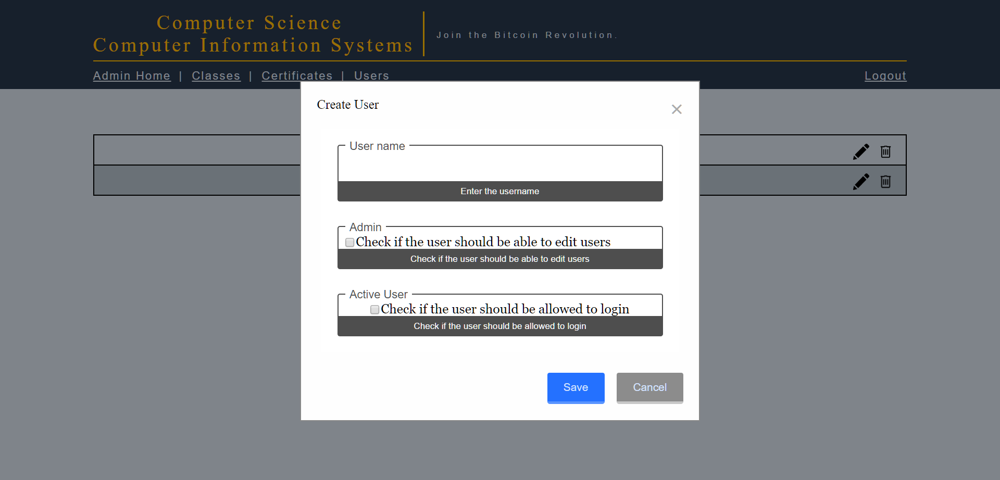 Computer Science
Computer Information Systems
Join the Bitcoin Revolution.
Admin Home | Classes | Certificates | Users
Logout
Create User
User name
Enter the username
Admin
Check if the user should be able to edit users
Check if the user should be able to edit users
Active User
Check if the user should be allowed to login
Check if the user should be allowed to login
Save
Cancel